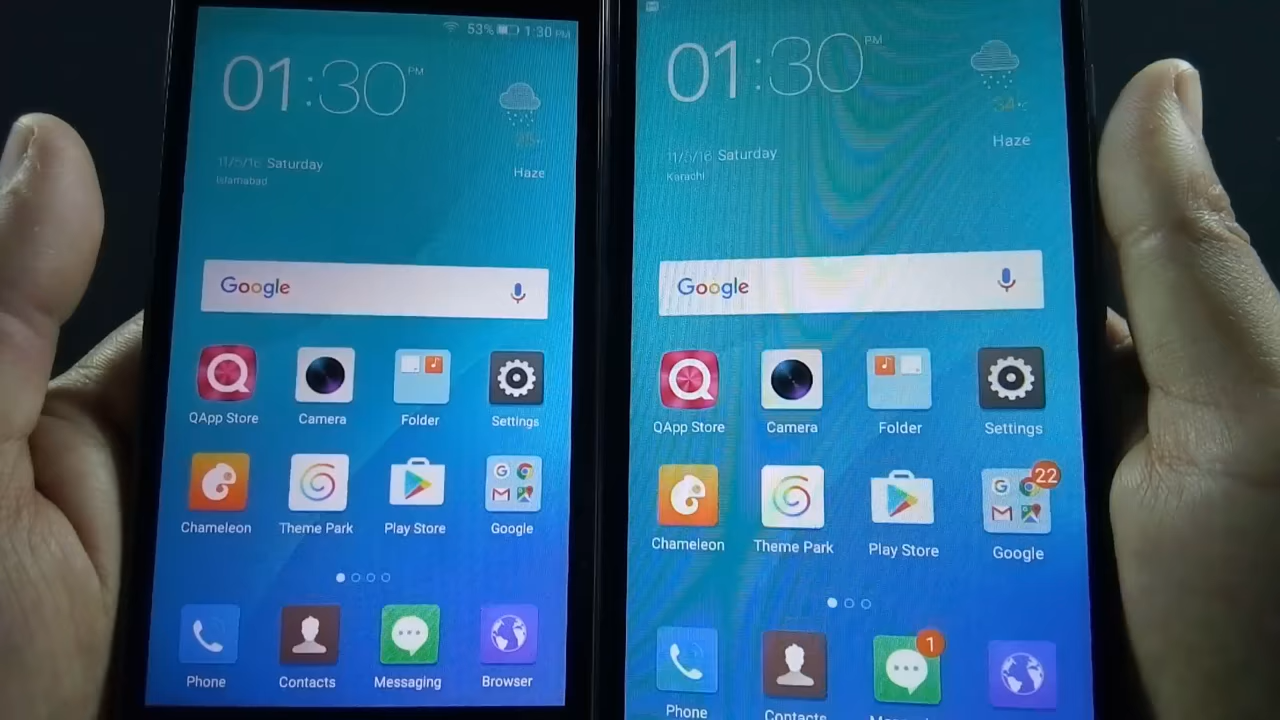 53% 1:30 PM
01:30 PM
11/5/16 Saturday
Islamabad
Haze
Google
QApp Store Camera Folder Settings
Chameleon Theme Park Play Store Google
Phone Contacts Messaging Browser
01:30 PM
34
11/5/16 Saturday
Karachi
Haze
Google
QApp Store Camera Folder Settings
22
Chameleon Theme Park Play Store Google
1
Phone Contacts